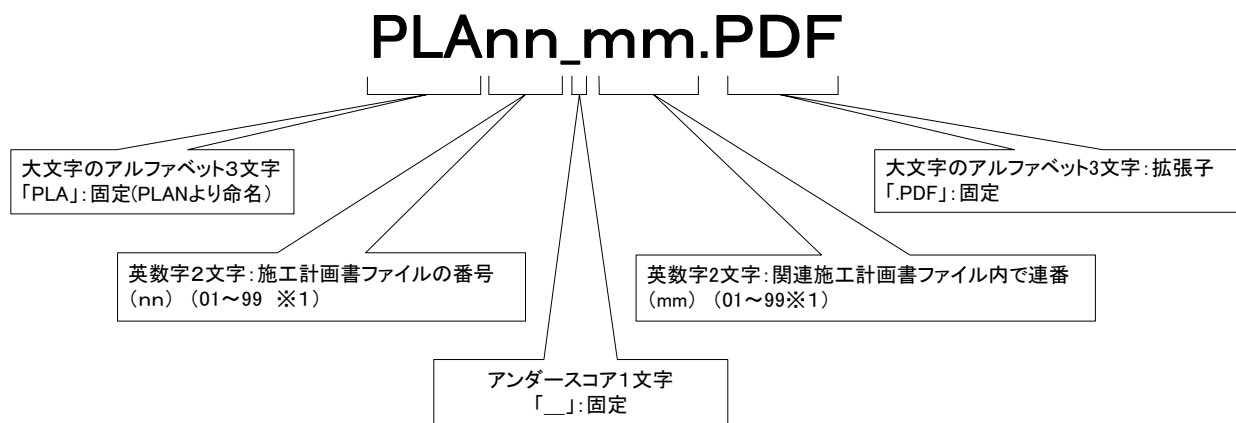 PLAnn_mm.PDF
大文字のアルファベット3文字
「PLA」:固定(PLANより命名)
大文字のアルファベット3文字:拡張子
「.PDF」:固定
英数字２文字:施工計画書ファイルの番号
(nn) (01～99 ※1)
英数字2文字:関連施工計画書ファイル内で連番
(mm) (01～99※1)
アンダースコア１文字
「__」:固定